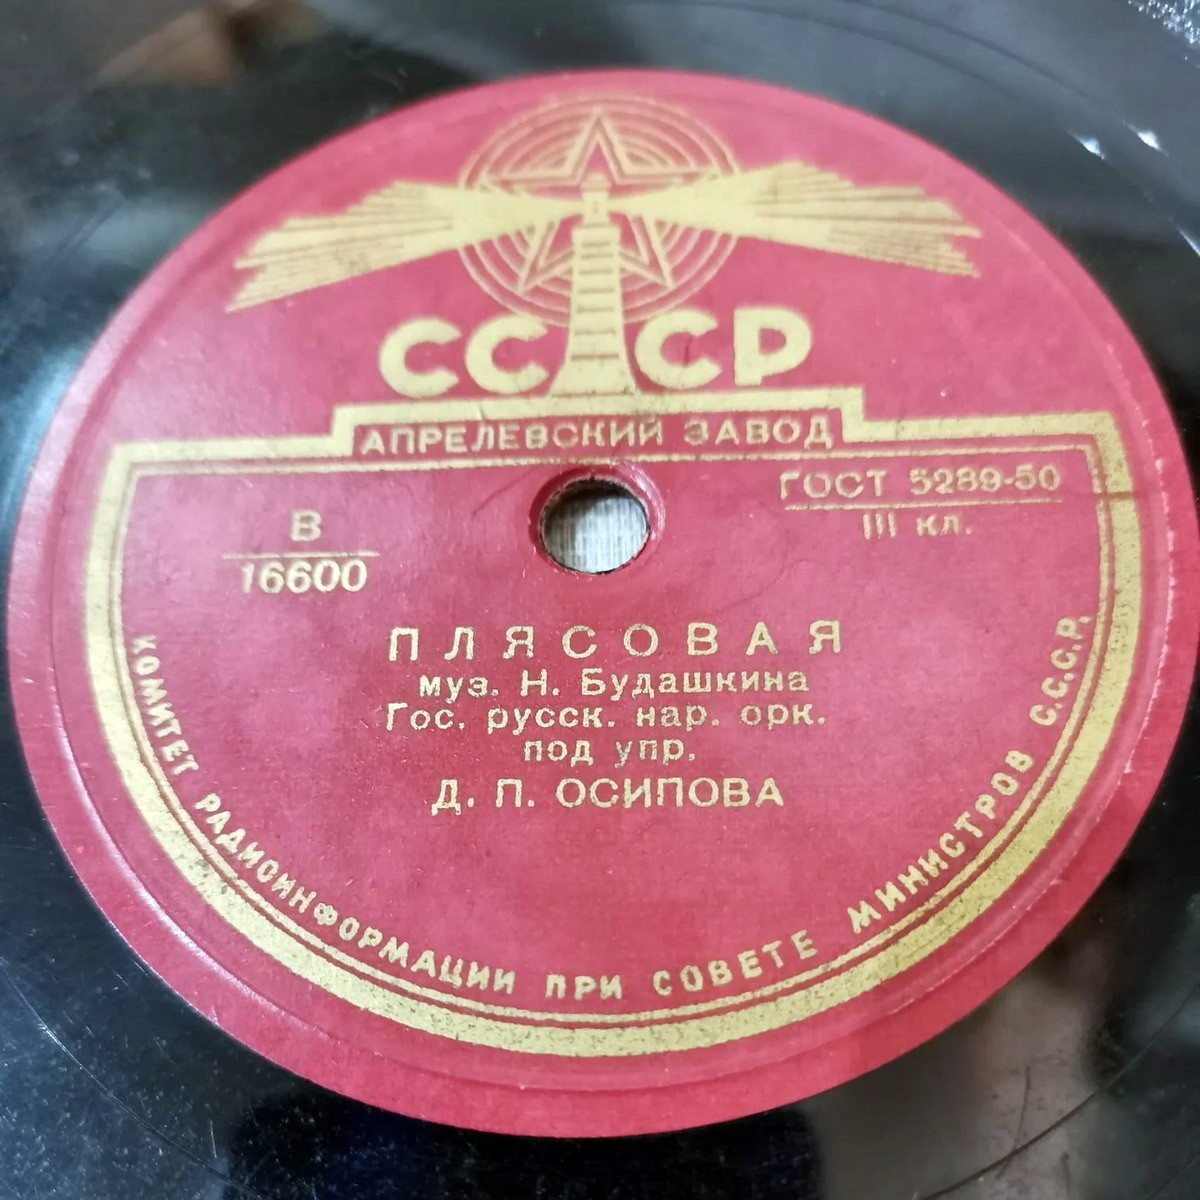 СССР
АПРЕЛЕВСКИЙ ЗАВОД
ГОСТ 5289-50
III кл.
В
16600
ПЛЯСОВАЯ
муз. Н. Будашкина
Гос. русск. нар. орк.
под упр.
Д. П. ОСИПОВА
КОМИТЕТ РАДИОИНФОРМАЦИИ ПРИ СОВЕТЕ МИНИСТРОВ С.С.С.Р.